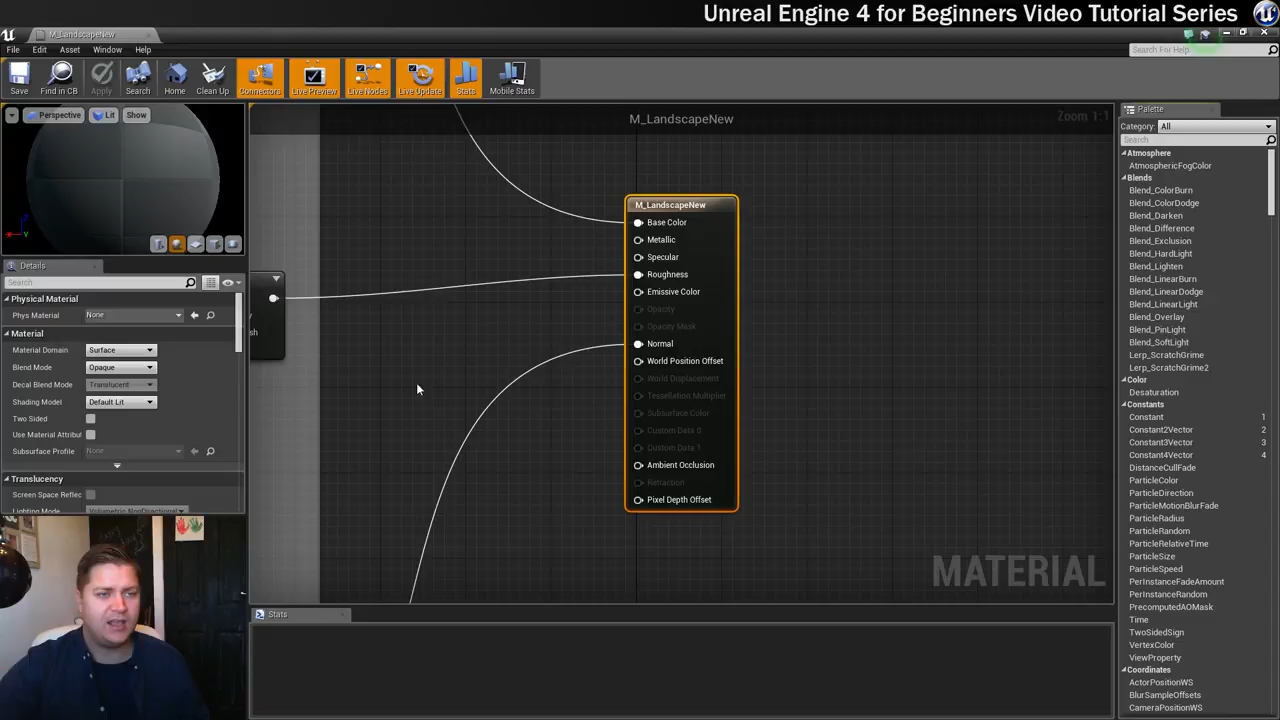 Unreal Engine 4 for Beginners Video Tutorial Series
M_LandscapeNew
File Edit Asset Window Help
Search For Help
Save Find in CB Apply Search Home Clean Up Connectors Live Preview Live Nodes Live Update Stats Mobile Stats
Perspective Lit Show
M_LandscapeNew
Zoom 1:1
Details
Search
Physical Material
Phys Material None
Material
Material Domain Surface
Blend Mode Opaque
Decal Blend Mode Translucent
Shading Model Default Lit
Two Sided
Use Material Attribut
Subsurface Profile None
Translucency
Screen Space Reflec
Lighting Mode Volumetric NonDirectional
sh
M_LandscapeNew
Base Color
Metallic
Specular
Roughness
Emissive Color
Opacity
Opacity Mask
Normal
World Position Offset
World Displacement
Tessellation Multiplier
Subsurface Color
Custom Data 0
Custom Data 1
Ambient Occlusion
Refraction
Pixel Depth Offset
MATERIAL
Stats
Palette
Category: All
Search
Atmosphere
AtmosphericFogColor
Blends
Blend_ColorBurn
Blend_ColorDodge
Blend_Darken
Blend_Difference
Blend_Exclusion
Blend_HardLight
Blend_Lighten
Blend_LinearBurn
Blend_LinearDodge
Blend_LinearLight
Blend_Overlay
Blend_PinLight
Blend_SoftLight
Lerp_ScratchGrime
Lerp_ScratchGrime2
Color
Desaturation
Constants
Constant 1
Constant2Vector 2
Constant3Vector 3
Constant4Vector 4
DistanceCullFade
ParticleColor
ParticleDirection
ParticleMotionBlurFade
ParticleRadius
ParticleRandom
ParticleRelativeTime
ParticleSize
ParticleSpeed
PerInstanceFadeAmount
PerInstanceRandom
PrecomputedAOMask
Time
TwoSidedSign
VertexColor
ViewProperty
Coordinates
ActorPositionWS
BlurSampleOffsets
CameraPositionWS